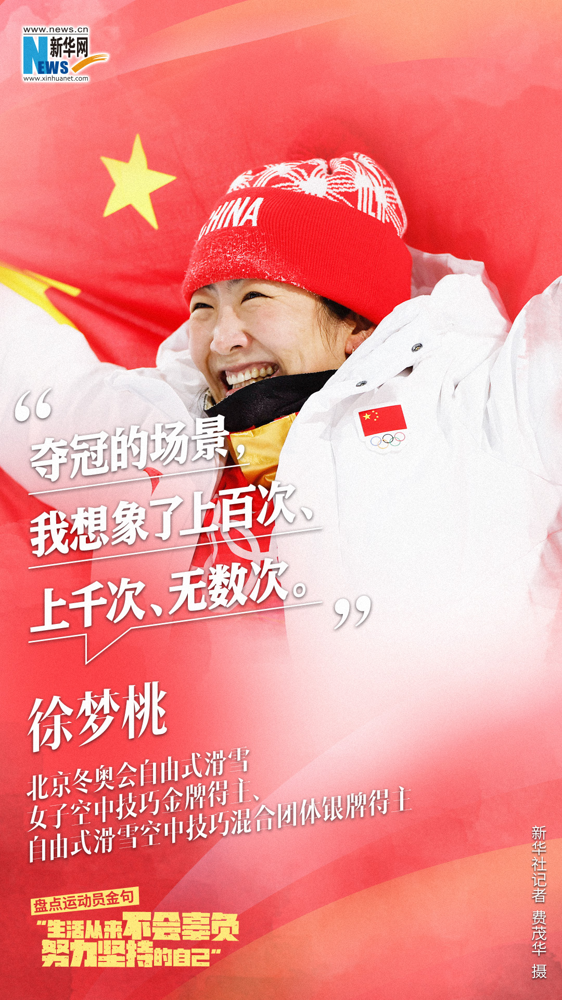 www.news.cn
新华网
NEWS
www.xinhuanet.com
CHINA
“夺冠的场景，
我想象了上百次、
上千次、无数次。”
徐梦桃
北京冬奥会自由式滑雪
女子空中技巧金牌得主、
自由式滑雪空中技巧混合团体银牌得主
新华社记者 费茂华 摄
盘点运动员金句
“生活从来不会辜负
努力坚持的自己”